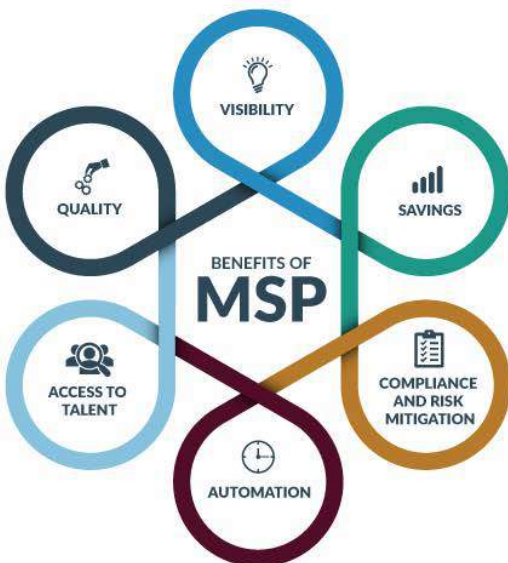 VISIBILITY
QUALITY
SAVINGS
BENEFITS OF
MSP
ACCESS TO
TALENT
COMPLIANCE
AND RISK
MITIGATION
AUTOMATION